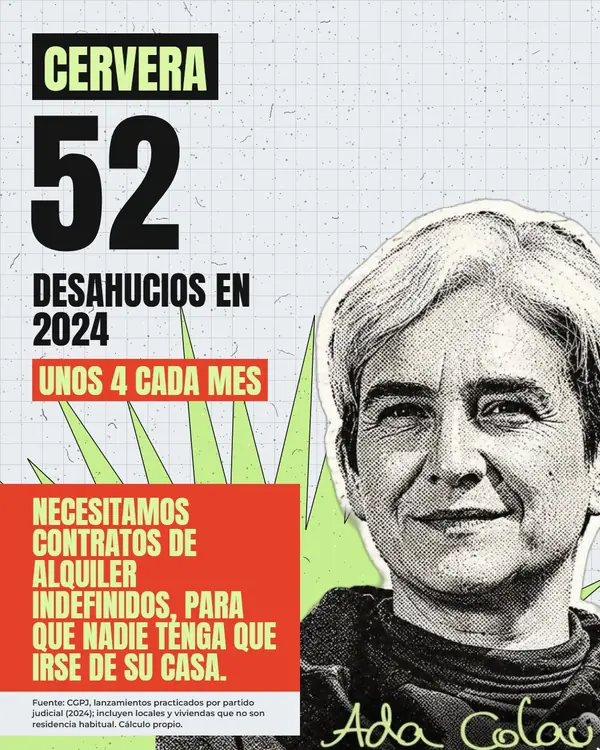 CERVERA
52
DESAHUCIOS EN
2024
UNOS 4 CADA MES
NECESITAMOS
CONTRATOS DE
ALQUILER
INDEFINIDOS, PARA
QUE NADIE TENGA QUE
IRSE DE SU CASA.
Fuente: CGPJ, lanzamientos practicados por partido
judicial (2024); incluyen locales y viviendas que no son
residencia habitual. Cálculo propio.
Ada Colau